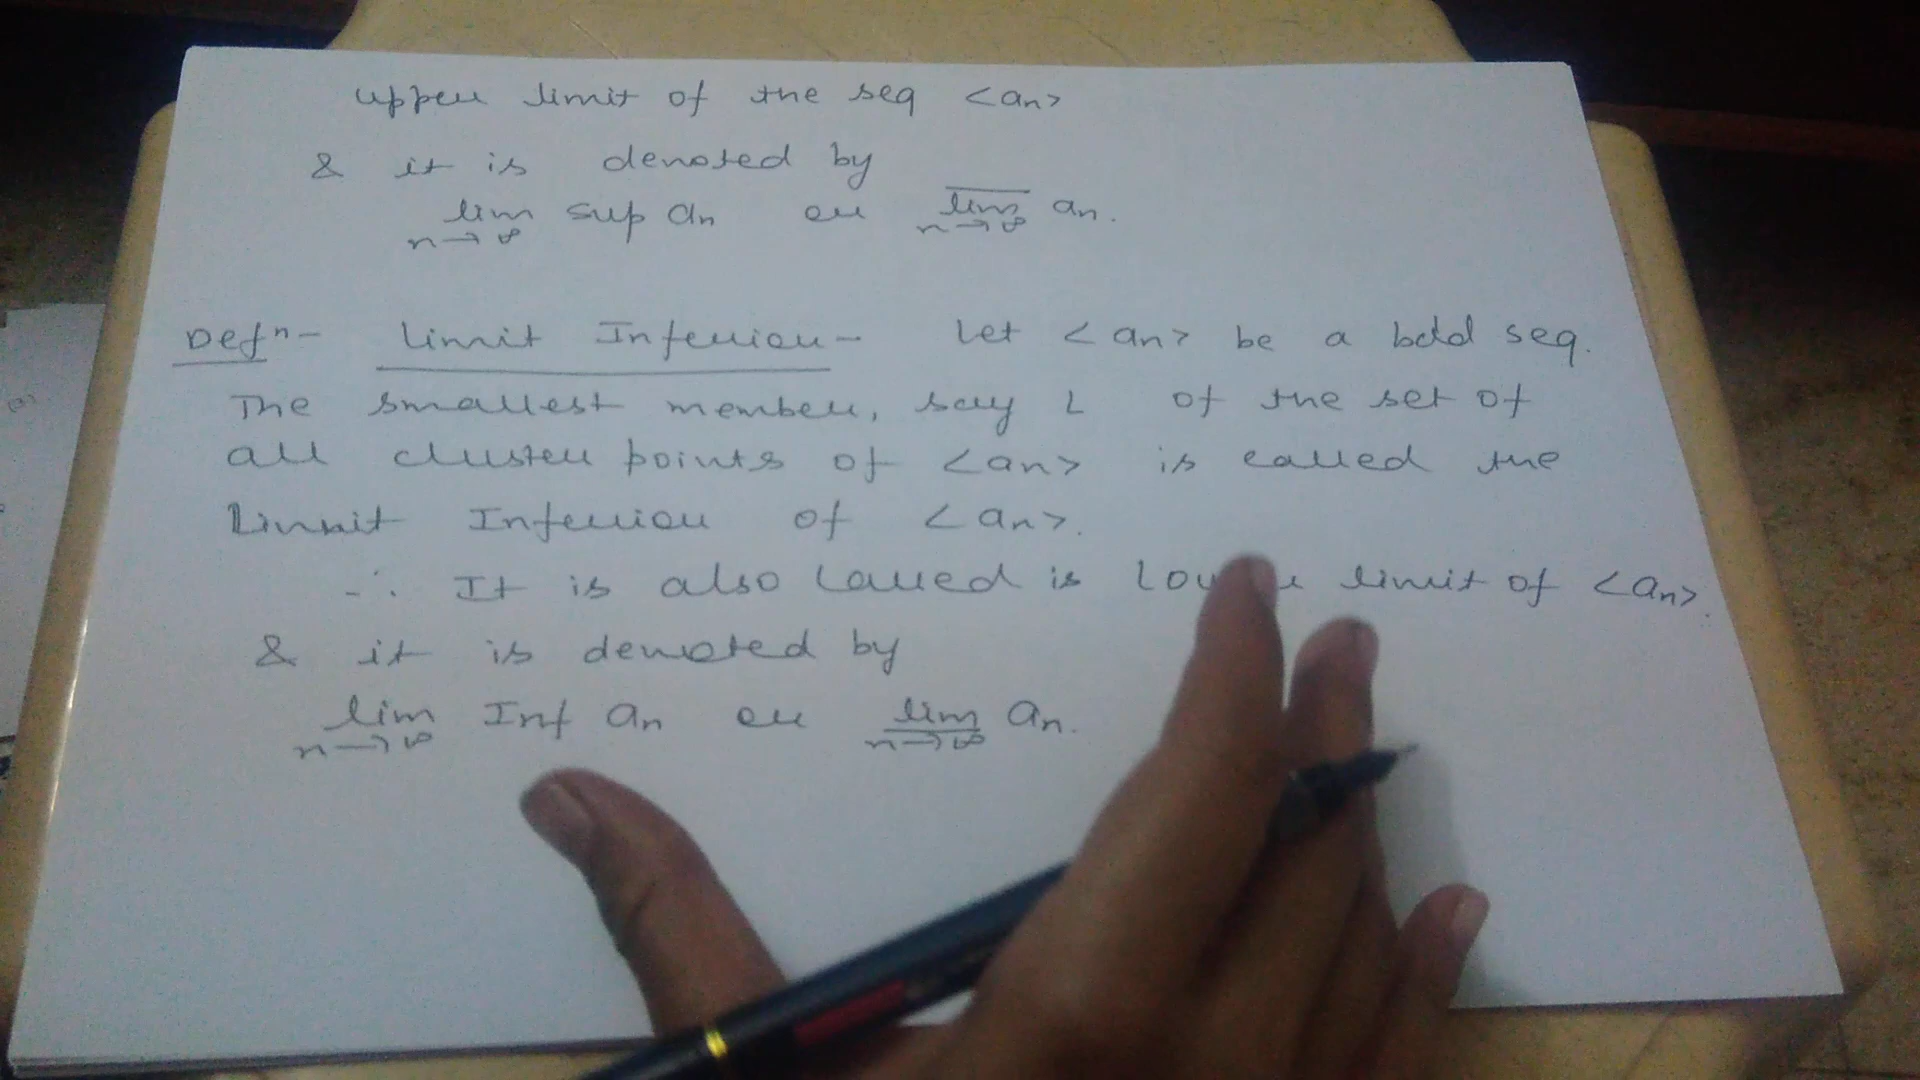 upper limit of the seq <an>
& it is denoted by
lim sup an or lim an.
n→∞ n→∞
Defn- Limit Inferior- Let <an> be a bdd seq.
The smallest member, say L of the set of
all cluster points of <an> is called the
Limit Inferior of <an>.
∴ It is also called is limit of <an>.
& it is denoted by
lim Inf an or lim an.
n→∞ n→∞